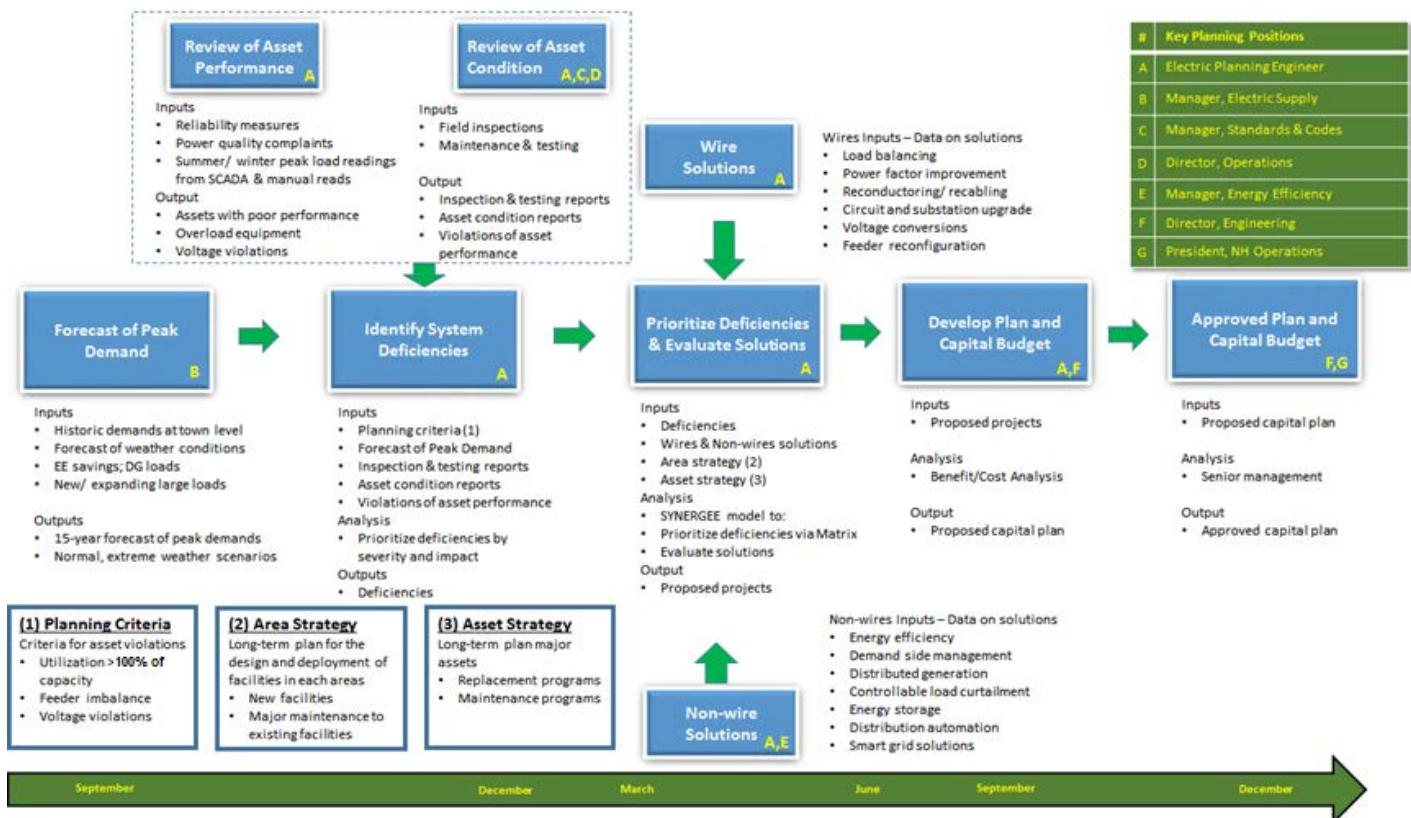 Review of Asset
Performance
A
Inputs
• Reliability measures
• Power quality complaints
• Summer/ winter peak load readings
from SCADA & manual reads
Output
• Assets with poor performance
• Overload equipment
• Voltage violations
Review of Asset
Condition
A,C,D
Inputs
• Field inspections
• Maintenance & testing
Output
• Inspection & testing reports
• Asset condition reports
• Violations of asset
performance
Wire
Solutions
A
Wires Inputs – Data on solutions
• Load balancing
• Power factor improvement
• Reconductoring/ recabling
• Circuit and substation upgrade
• Voltage conversions
• Feeder reconfiguration
# Key Planning Positions
A Electric Planning Engineer
B Manager, Electric Supply
C Manager, Standards & Codes
D Director, Operations
E Manager, Energy Efficiency
F Director, Engineering
G President, NH Operations
Forecast of Peak
Demand
B
Inputs
• Historic demands at town level
• Forecast of weather conditions
• EE savings; DG loads
• New/ expanding large loads
Outputs
• 15-year forecast of peak demands
• Normal, extreme weather scenarios
Identify System
Deficiencies
A
Inputs
• Planning criteria (1)
• Forecast of Peak Demand
• Inspection & testing reports
• Asset condition reports
• Violations of asset performance
Analysis
• Prioritize deficiencies by
severity and impact
Outputs
• Deficiencies
Prioritize Deficiencies
& Evaluate Solutions
A
Inputs
• Deficiencies
• Wires & Non-wires solutions
• Area strategy (2)
• Asset strategy (3)
Analysis
• SYNERGEE model to:
• Prioritize deficiencies via Matrix
• Evaluate solutions
Output
• Proposed projects
Develop Plan and
Capital Budget
A,F
Inputs
• Proposed projects
Analysis
• Benefit/Cost Analysis
Output
• Proposed capital plan
Approved Plan and
Capital Budget
F,G
Inputs
• Proposed capital plan
Analysis
• Senior management
Output
• Approved capital plan
(1) Planning Criteria
Criteria for asset violations
• Utilization >100% of
capacity
• Feeder imbalance
• Voltage violations
(2) Area Strategy
Long-term plan for the
design and deployment of
facilities in each areas
• New facilities
• Major maintenance to
existing facilities
(3) Asset Strategy
Long-term plan major
assets
• Replacement programs
• Maintenance programs
Non-wire
Solutions
A,E
Non-wires Inputs – Data on solutions
• Energy efficiency
• Demand side management
• Distributed generation
• Controllable load curtailment
• Energy storage
• Distribution automation
• Smart grid solutions
September December March June September December